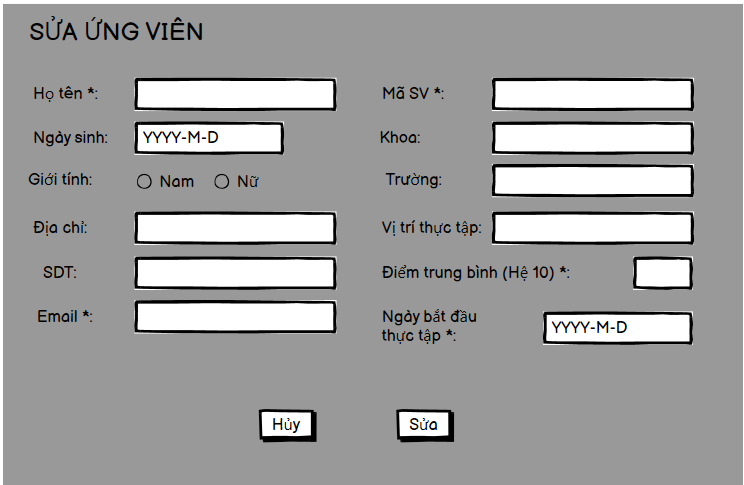 SỬA ỨNG VIÊN
Họ tên *:
Mã SV *:
Ngày sinh:
YYYY-M-D
Khoa:
Giới tính:
Nam
Nữ
Trường:
Địa chỉ:
Vị trí thực tập:
SDT:
Điểm trung bình (Hệ 10) *:
Email *:
Ngày bắt đầu
thực tập *:
YYYY-M-D
Hủy
Sửa